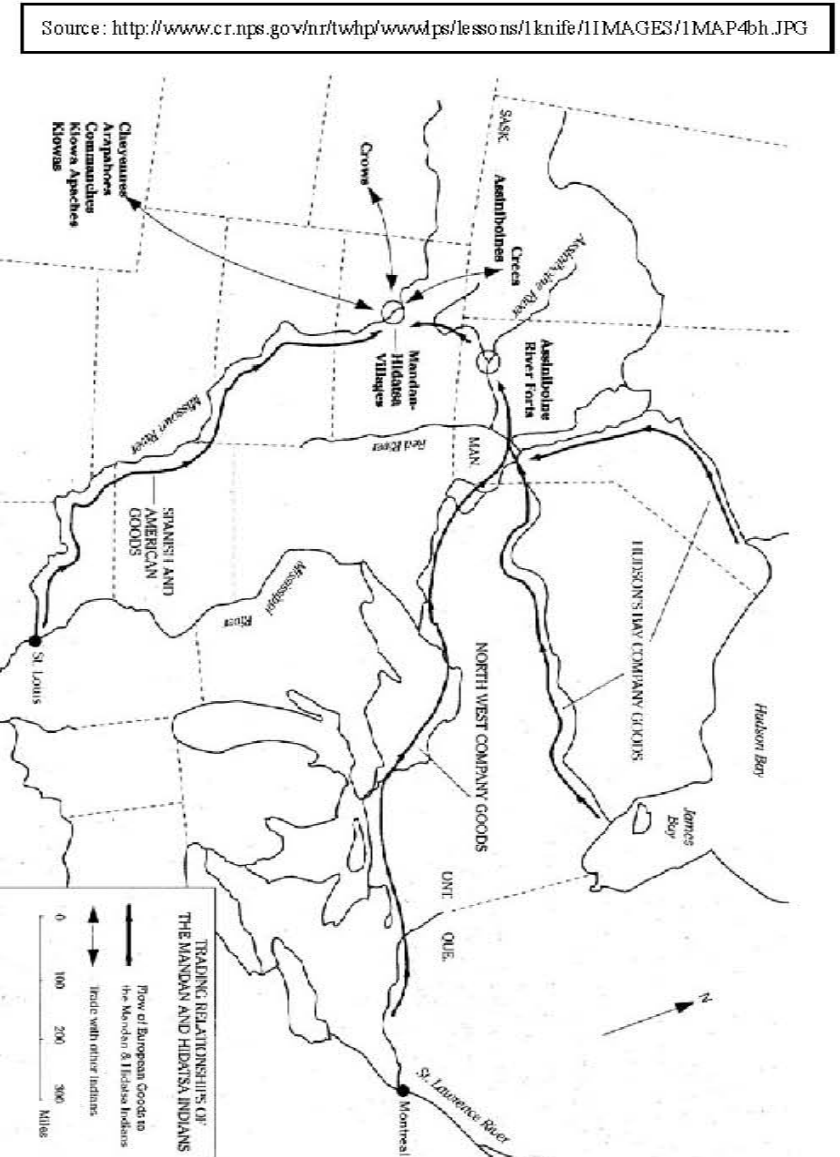 Source: http://www.cr.nps.gov/nr/twhp/wwwlps/lessons/1knife/1IMAGES/1MAP4bh.JPG
SASK.
Assiniboines
Crees
Assiniboine River
Crows
Cheyennes
Arapahoes
Commanches
Kiowa Apaches
Kiowas
Assiniboine
River Forts
Mandan-
Hidatsa
Villages
MAN.
Red River
Missouri River
SPANISH AND
AMERICAN
GOODS
Mississippi
River
St. Louis
HUDSON'S BAY COMPANY GOODS
Hudson Bay
James
Bay
NORTH WEST COMPANY GOODS
ONT.
QUE.
N
St. Lawrence River
Montreal
TRADING RELATIONSHIPS OF
THE MANDAN AND HIDATSA INDIANS
Flow of European Goods to
the Mandan & Hidatsa Indians
Trade with other Indians
0 100 200 300
Miles